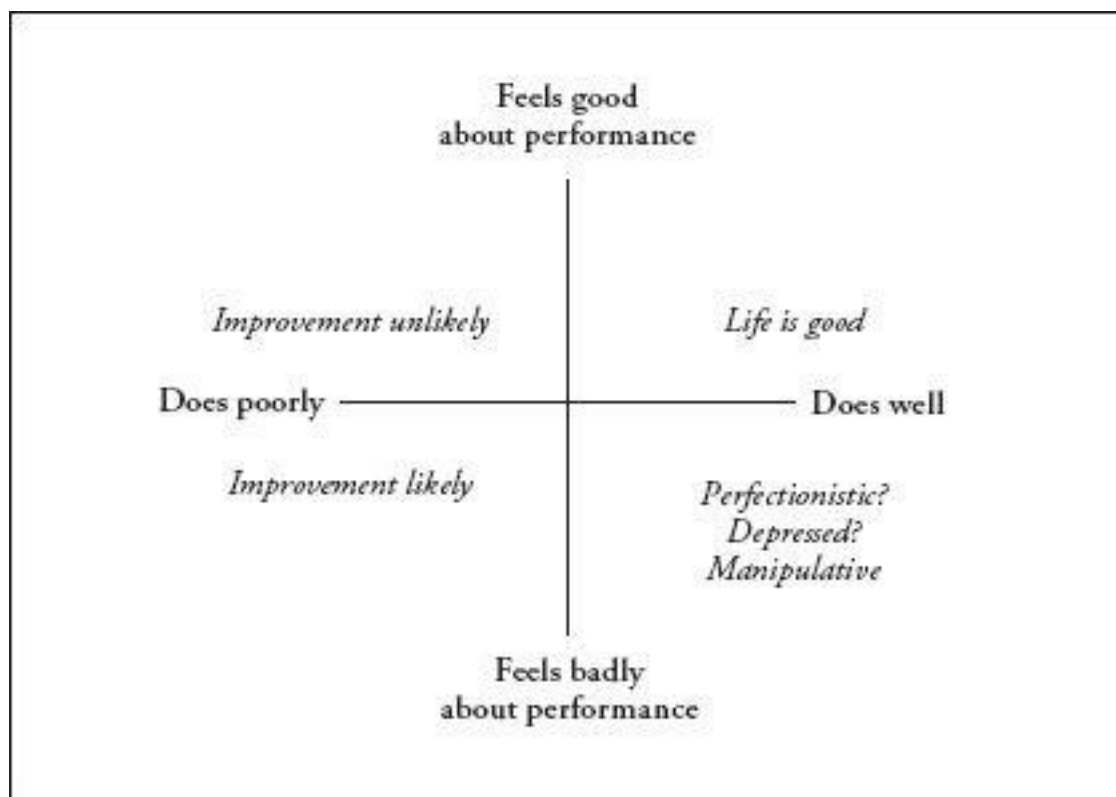 Feels good
about performance
Improvement unlikely
Life is good
Does poorly
Does well
Improvement likely
Perfectionistic?
Depressed?
Manipulative
Feels badly
about performance